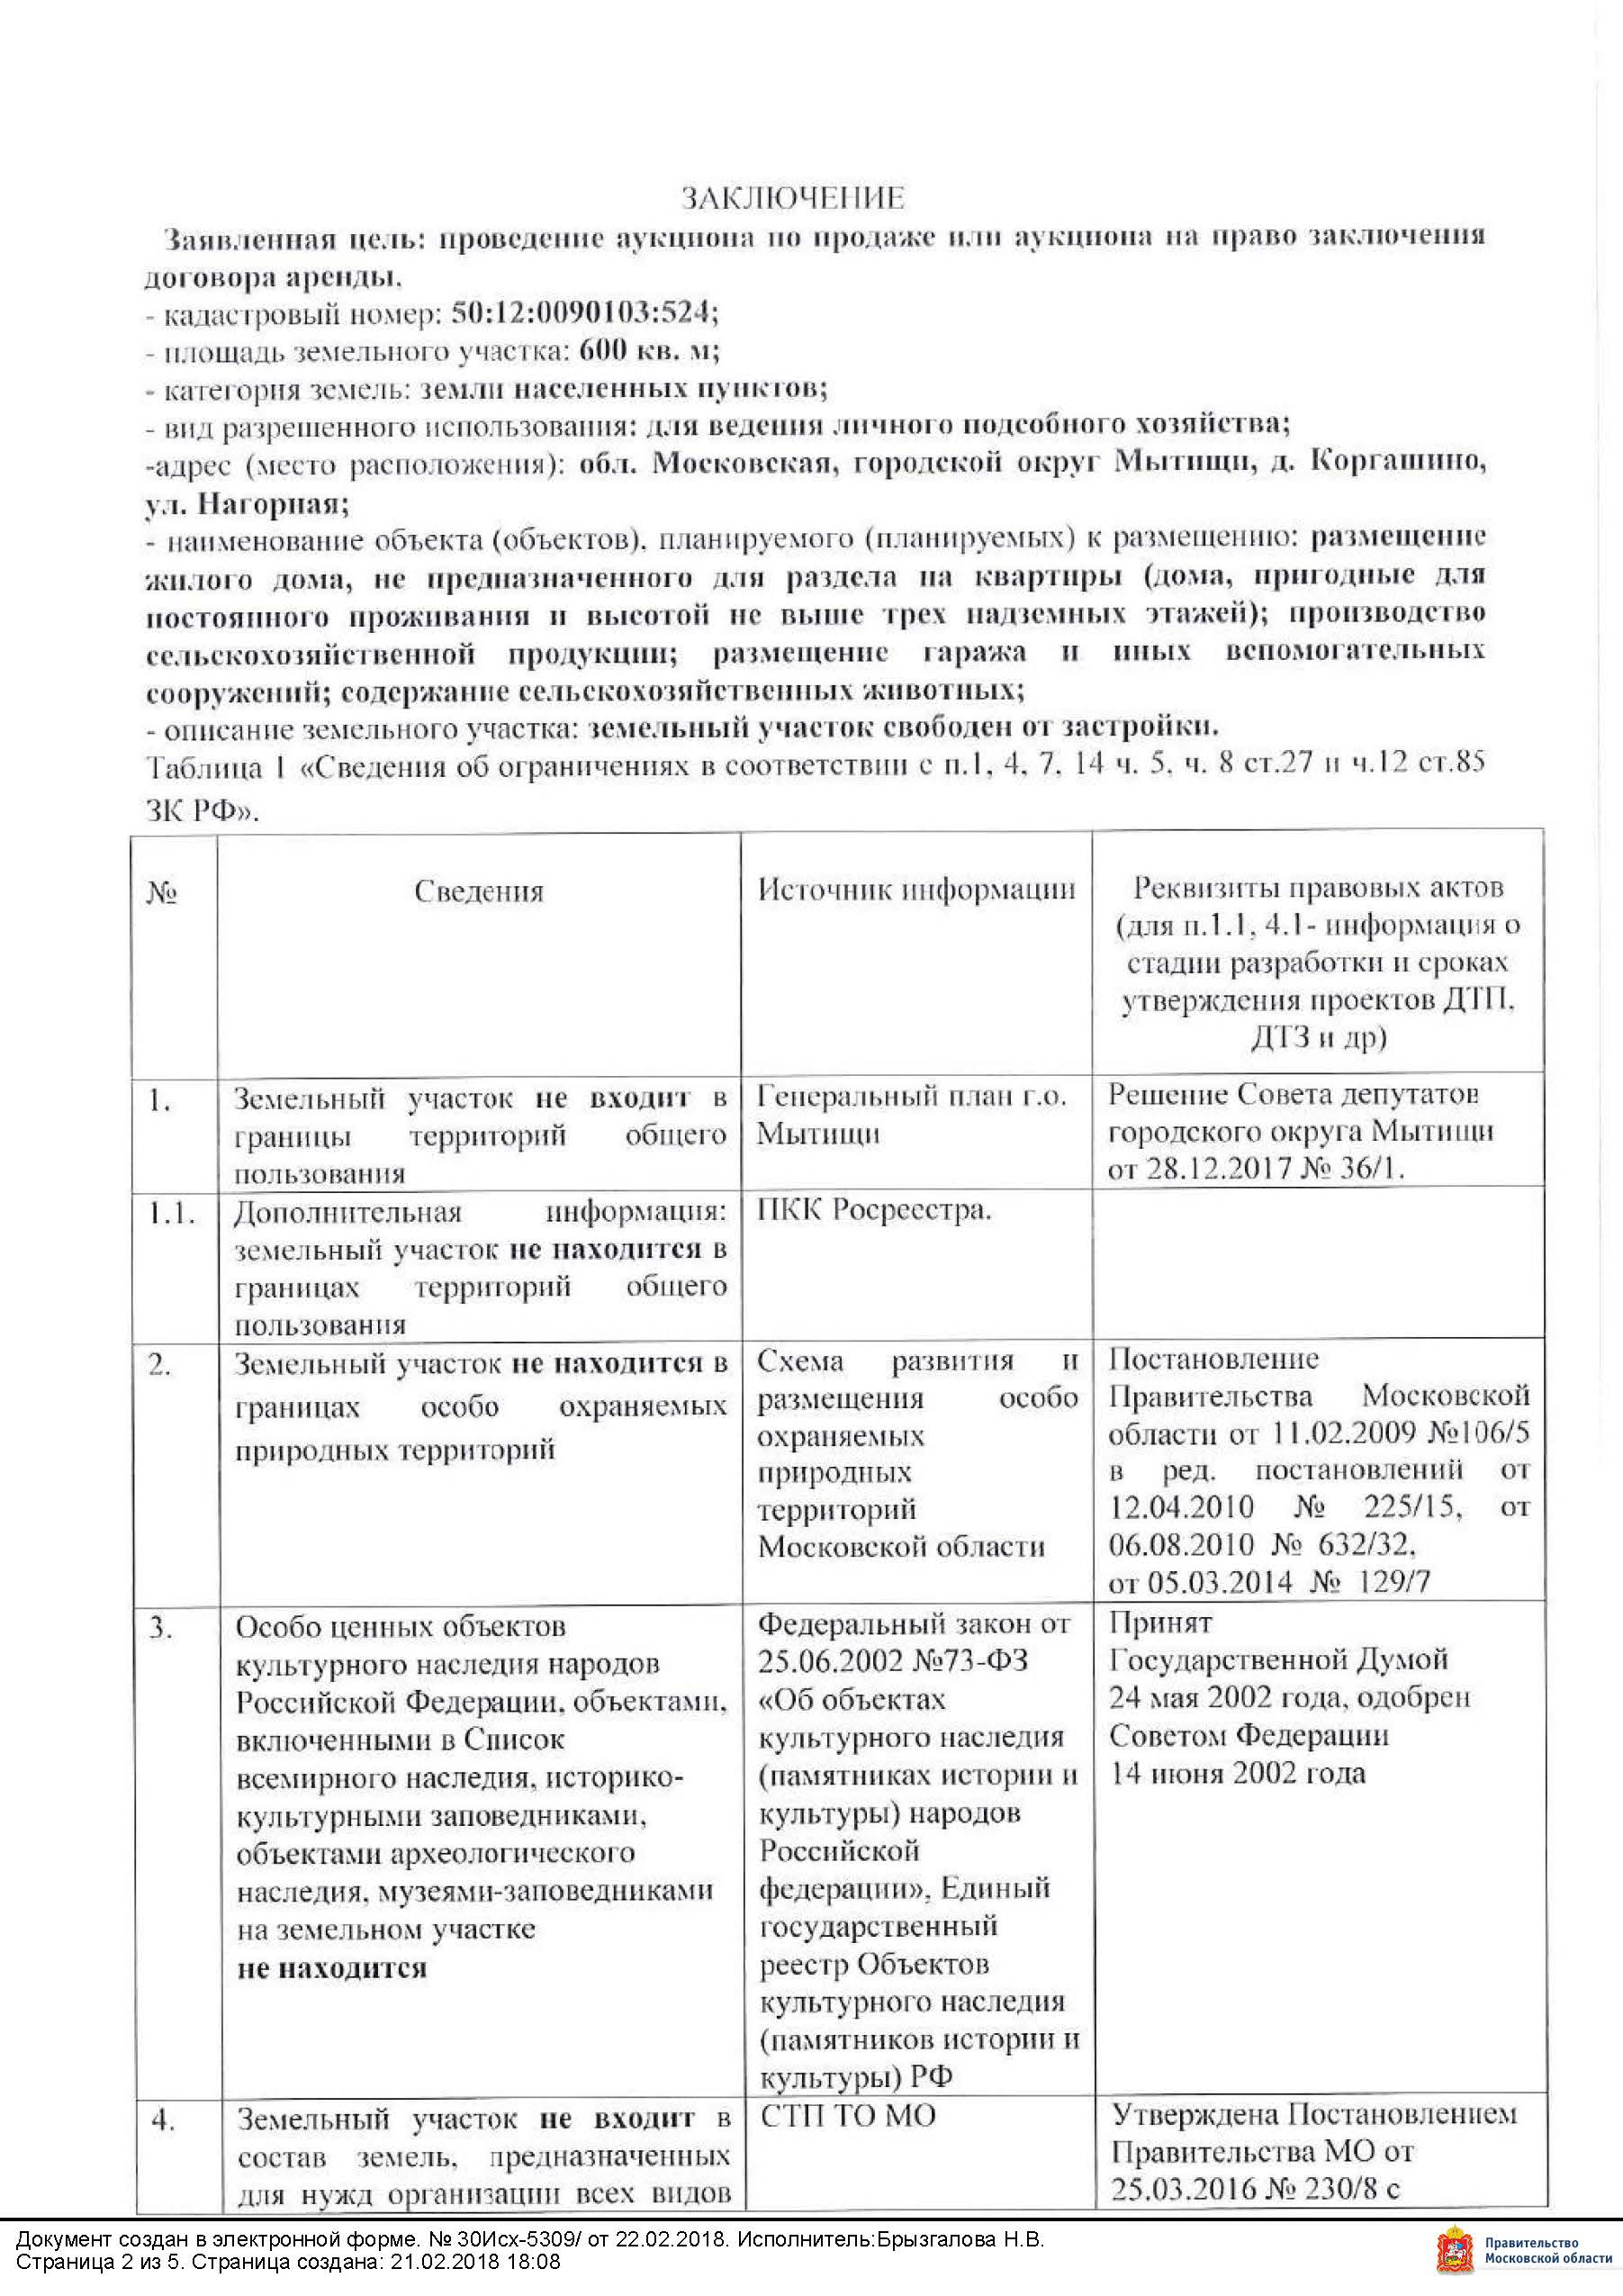 ЗАКЛЮЧЕНИЕ
Заявленная цель: проведение аукциона по продаже или аукциона на право заключения
договора аренды.
- кадастровый номер: 50:12:0090103:524;
- площадь земельного участка: 600 кв. м;
- категория земель: земли населенных пунктов;
- вид разрешенного использования: для ведения личного подсобного хозяйства;
-адрес (место расположения): обл. Московская, городской округ Мытищи, д. Коргашино,
ул. Нагорная;
- наименование объекта (объектов), планируемого (планируемых) к размещению: размещение
жилого дома, не предназначенного для раздела на квартиры (дома, пригодные для
постоянного проживания и высотой не выше трех надземных этажей); производство
сельскохозяйственной продукции; размещение гаража и иных вспомогательных
сооружений; содержание сельскохозяйственных животных;
- описание земельного участка: земельный участок свободен от застройки.
Таблица 1 «Сведения об ограничениях в соответствии с п.1, 4, 7, 14 ч. 5, ч. 8 ст.27 и ч.12 ст.85
ЗК РФ».
№
Сведения
Источник информации
Реквизиты правовых актов
(для п.1.1, 4.1- информация о
стадии разработки и сроках
утверждения проектов ДТП,
ДТЗ и др)
1.
Земельный участок не входит в
границы территорий общего
пользования
Генеральный план г.о.
Мытищи
Решение Совета депутатов
городского округа Мытищи
от 28.12.2017 № 36/1.
1.1.
Дополнительная информация:
земельный участок не находится в
границах территорий общего
пользования
ПКК Росреестра.
2.
Земельный участок не находится в
границах особо охраняемых
природных территорий
Схема развития и
размещения особо
охраняемых
природных
территорий
Московской области
Постановление
Правительства Московской
области от 11.02.2009 №106/5
в ред. постановлений от
12.04.2010 № 225/15, от
06.08.2010 № 632/32,
от 05.03.2014 № 129/7
3.
Особо ценных объектов
культурного наследия народов
Российской Федерации, объектами,
включенными в Список
всемирного наследия, историко-
культурными заповедниками,
объектами археологического
наследия, музеями-заповедниками
на земельном участке
не находится
Федеральный закон от
25.06.2002 №73-ФЗ
«Об объектах
культурного наследия
(памятниках истории и
культуры) народов
Российской
федерации», Единый
государственный
реестр Объектов
культурного наследия
(памятников истории и
культуры) РФ
Принят
Государственной Думой
24 мая 2002 года, одобрен
Советом Федерации
14 июня 2002 года
4.
Земельный участок не входит в
состав земель, предназначенных
для нужд организации всех видов
СТП ТО МО
Утверждена Постановлением
Правительства МО от
25.03.2016 № 230/8 с
Документ создан в электронной форме. № 30Исх-5309/ от 22.02.2018. Исполнитель:Брызгалова Н.В.
Страница 2 из 5. Страница создана: 21.02.2018 18:08
Правительство
Московской области